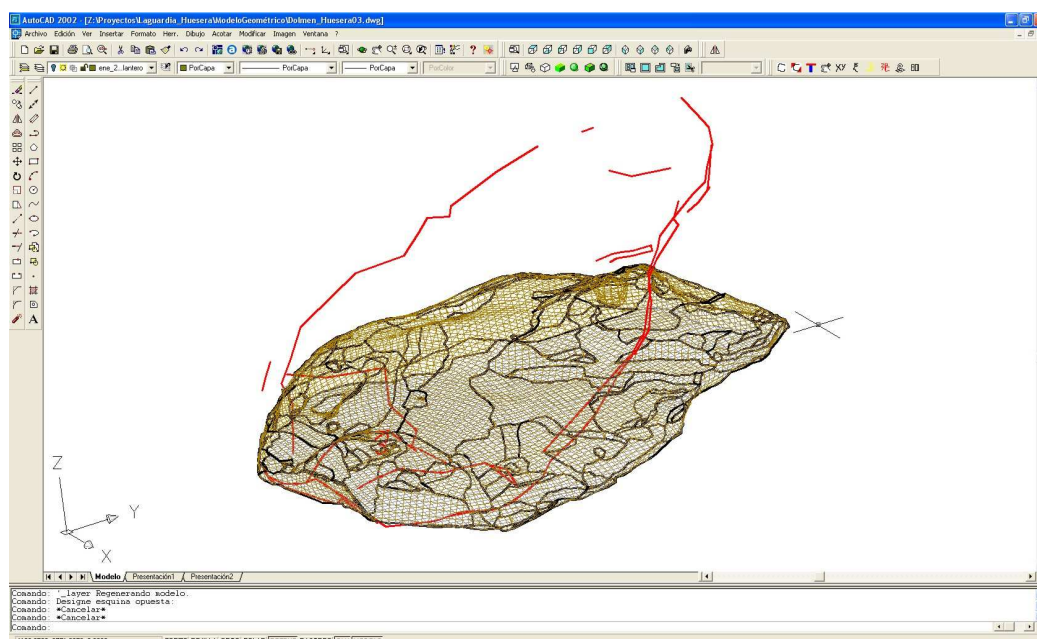 AutoCAD 2002 - [Z:\Proyectos\Laguardia_Huesera\ModeloGeométrico\Dolmen_Huesera03.dwg]
Archivo Edición Ver Insertar Formato Herr. Dibujo Acotar Modificar Imagen Ventana ?
ene_2...lantero PorCapa PorCapa PorCapa PorColor
Z
Y
X
Modelo Presentación1 Presentación2
Comando: '_layer Regenerando modelo.
Comando: Designe esquina opuesta:
Comando: *Cancelar*
Comando: *Cancelar*
Comando: